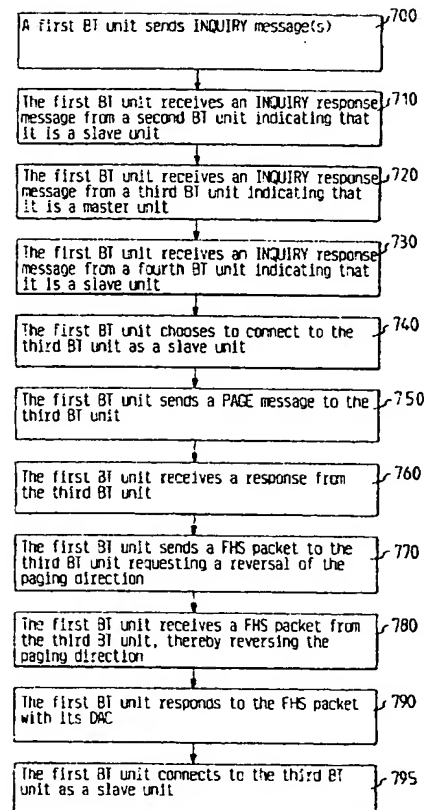 A first BT unit sends INQUIRY message(s)
700
The first BT unit receives an INQUIRY response
message from a second BT unit indicating that
it is a slave unit
710
The first BT unit receives an INQUIRY response
message from a third BT unit indicating that
it is a master unit
720
The first BT unit receives an INQUIRY response
message from a fourth BT unit indicating that
it is a slave unit
730
The first BT unit chooses to connect to the
third BT unit as a slave unit
740
The first BT unit sends a PAGE message to the
third BT unit
750
The first BT unit receives a response from
the third BT unit
760
The first BT unit sends a FHS packet to the
third BT unit requesting a reversal of the
paging direction
770
The first BT unit receives a FHS packet from
the third BT unit, thereby reversing the
paging direction
780
The first BT unit responds to the FHS packet
with its DAC
790
The first BT unit connects to the third BT
unit as a slave unit
795